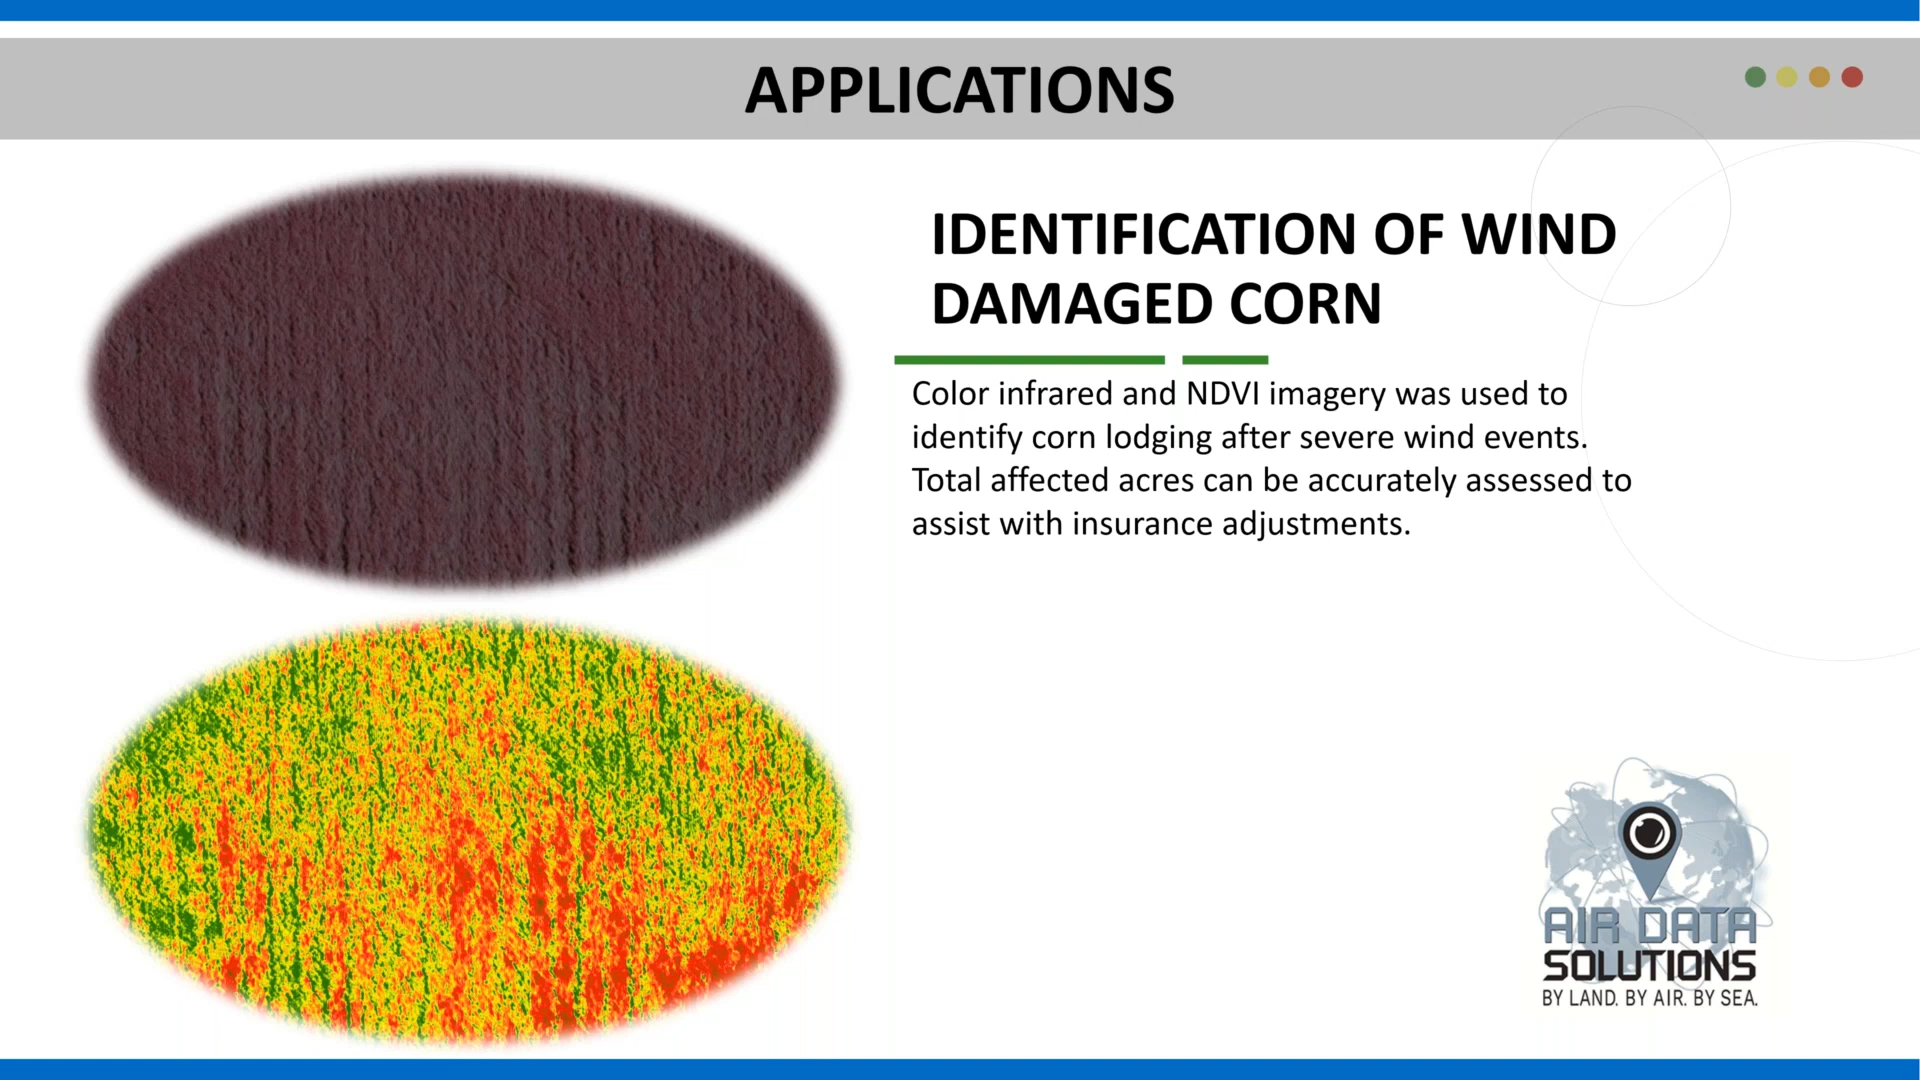 APPLICATIONS
IDENTIFICATION OF WIND
DAMAGED CORN
Color infrared and NDVI imagery was used to
identify corn lodging after severe wind events.
Total affected acres can be accurately assessed to
assist with insurance adjustments.
AIR DATA
SOLUTIONS
BY LAND. BY AIR. BY SEA.